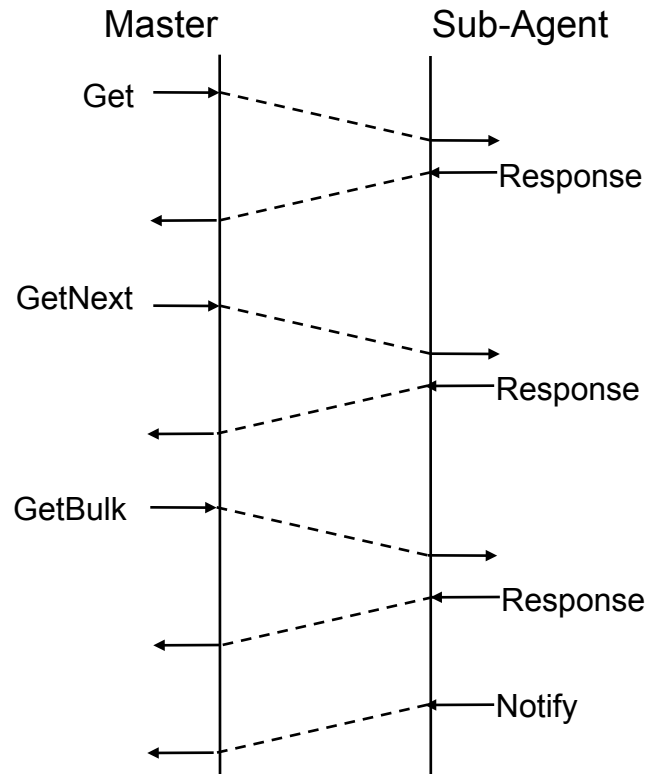 Master
Sub-Agent
Get
Response
GetNext
Response
GetBulk
Response
Notify